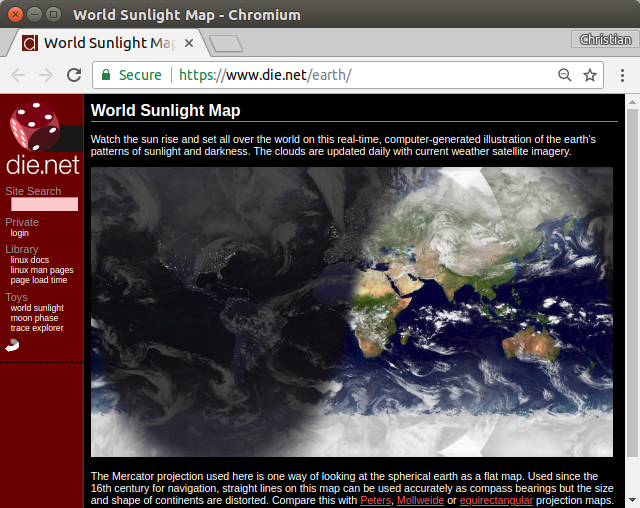 World Sunlight Map - Chromium
World Sunlight Map
Christian
Secure https://www.die.net/earth/
die.net
Site Search
Private
login
Library
linux docs
linux man pages
page load time
Toys
world sunlight
moon phase
trace explorer
World Sunlight Map
Watch the sun rise and set all over the world on this real-time, computer-generated illustration of the earth's
patterns of sunlight and darkness. The clouds are updated daily with current weather satellite imagery.
The Mercator projection used here is one way of looking at the spherical earth as a flat map. Used since the
16th century for navigation, straight lines on this map can be used accurately as compass bearings but the size
and shape of continents are distorted. Compare this with Peters, Mollweide or equirectangular projection maps.